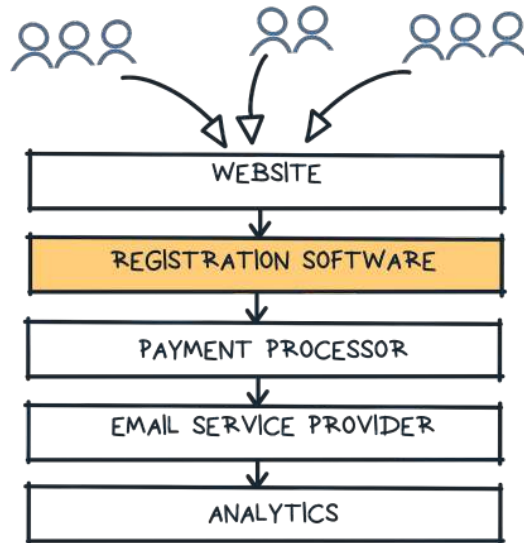 WEBSITE
REGISTRATION SOFTWARE
PAYMENT PROCESSOR
EMAIL SERVICE PROVIDER
ANALYTICS